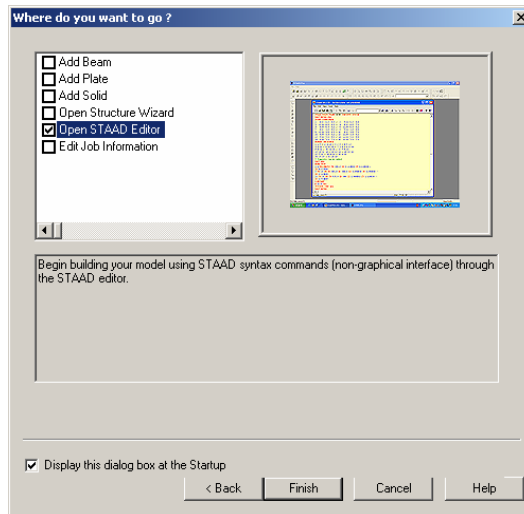 Where do you want to go ?
Add Beam
Add Plate
Add Solid
Open Structure Wizard
Open STAAD Editor
Edit Job Information
Begin building your model using STAAD syntax commands (non-graphical interface) through
the STAAD editor.
Display this dialog box at the Startup
< Back
Finish
Cancel
Help